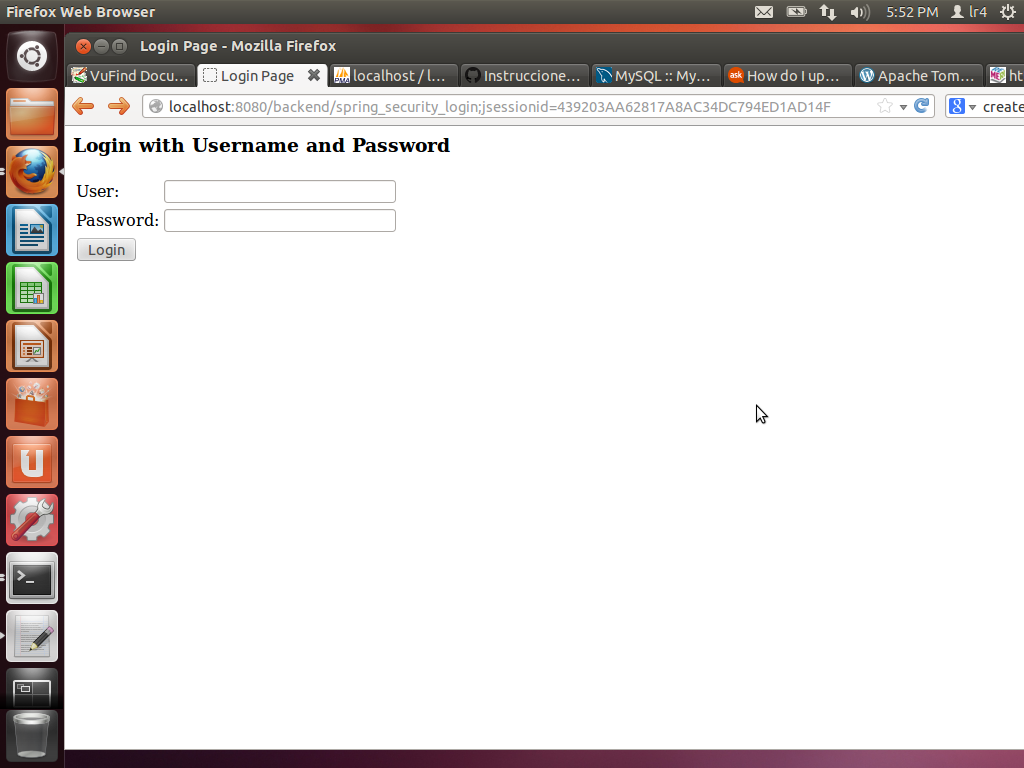 Firefox Web Browser
5:52 PM lr4
Login Page - Mozilla Firefox
VuFind Docu... Login Page localhost / l... Instruccione... MySQL :: My... ask How do I up... Apache Tom... ht
localhost:8080/backend/spring_security_login;jsessionid=439203AA62817A8AC34DC794ED1AD14F 8 create
Login with Username and Password
User:
Password:
Login